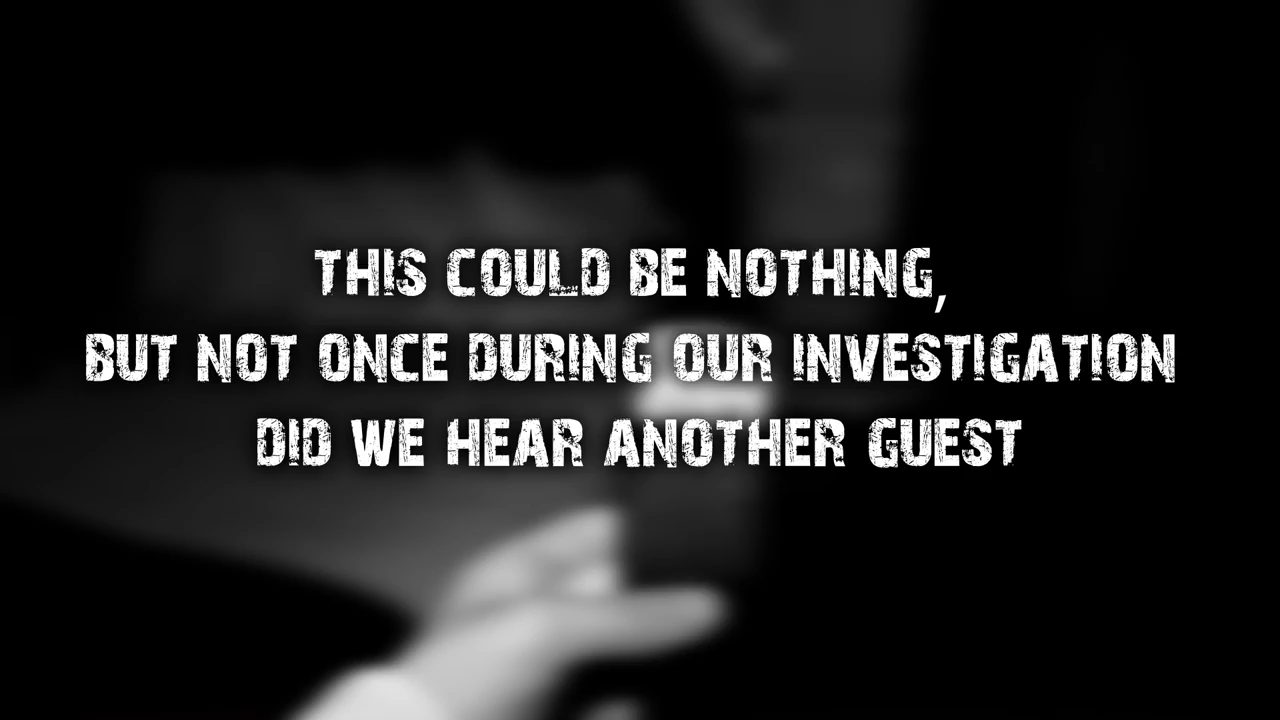 THIS COULD BE NOTHING,
BUT NOT ONCE DURING OUR INVESTIGATION
DID WE HEAR ANOTHER GUEST